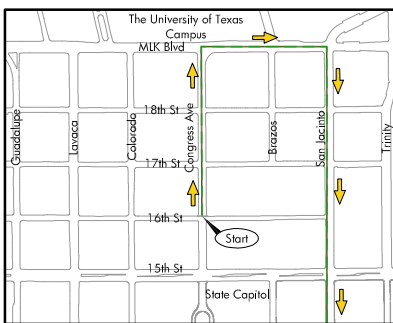 The University of Texas
Campus
MLK Blvd
18th St
Guadalupe
Lavaca
Colorado
Congress Ave
Brazos
San Jacinto
Trinity
17th St
16th St
Start
15th St
State Capitol